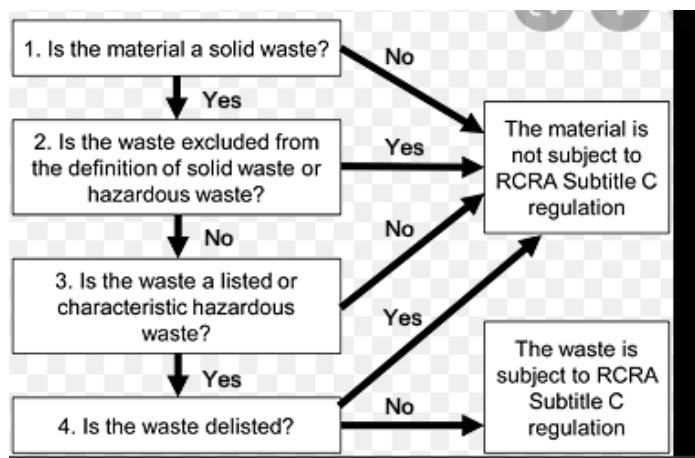 1. Is the material a solid waste?
No
Yes
2. Is the waste excluded from
the definition of solid waste or
hazardous waste?
Yes
The material is
not subject to
RCRA Subtitle C
regulation
No
No
3. Is the waste a listed or
characteristic hazardous
waste?
Yes
Yes
The waste is
subject to RCRA
Subtitle C
regulation
No
4. Is the waste delisted?